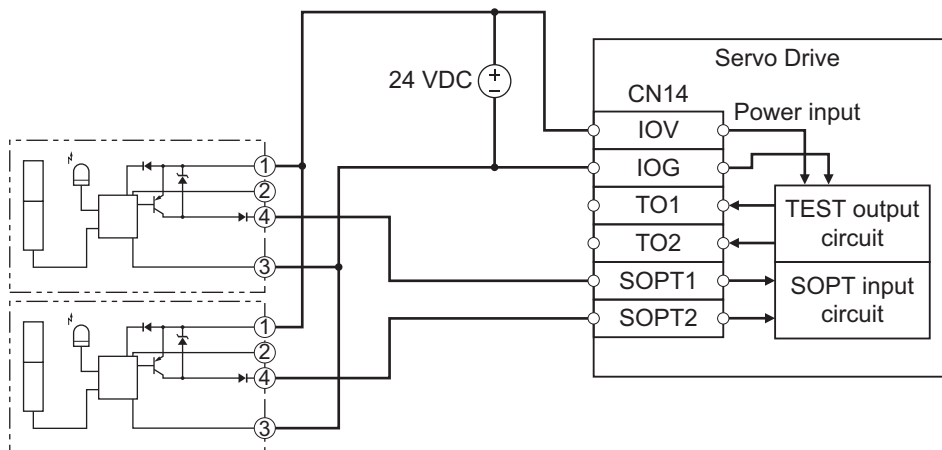 Servo Drive
24 VDC
+
−
CN14
Power input
IOV
IOG
TO1
TO2
SOPT1
SOPT2
TEST output
circuit
SOPT input
circuit
1
2
4
3
1
2
4
3